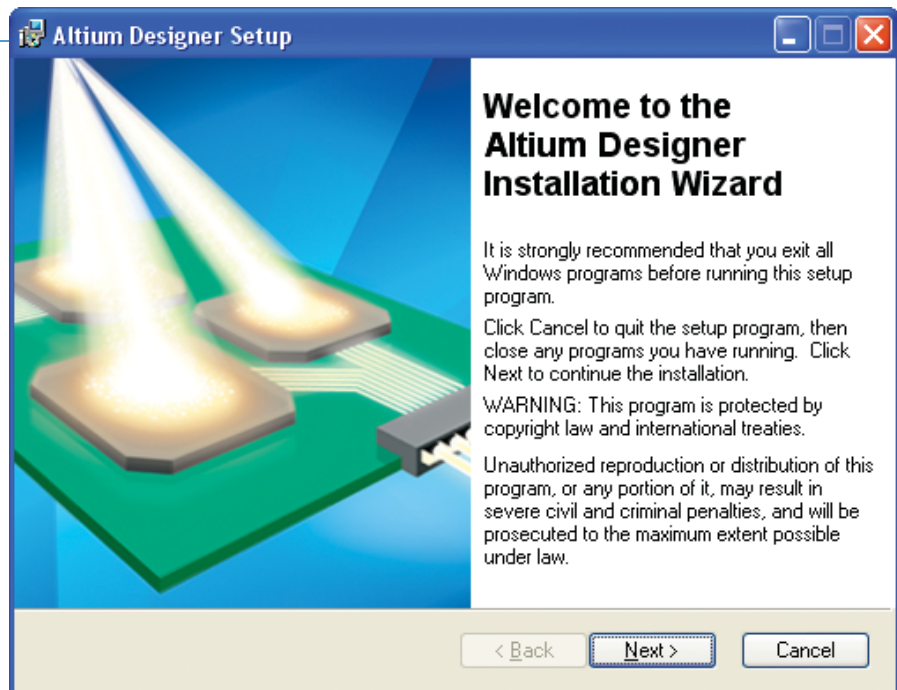 Altium Designer Setup
Welcome to the
Altium Designer
Installation Wizard
It is strongly recommended that you exit all
Windows programs before running this setup
program.
Click Cancel to quit the setup program, then
close any programs you have running.  Click
Next to continue the installation.
WARNING: This program is protected by
copyright law and international treaties.
Unauthorized reproduction or distribution of this
program, or any portion of it, may result in
severe civil and criminal penalties, and will be
prosecuted to the maximum extent possible
under law.
< Back Next > Cancel